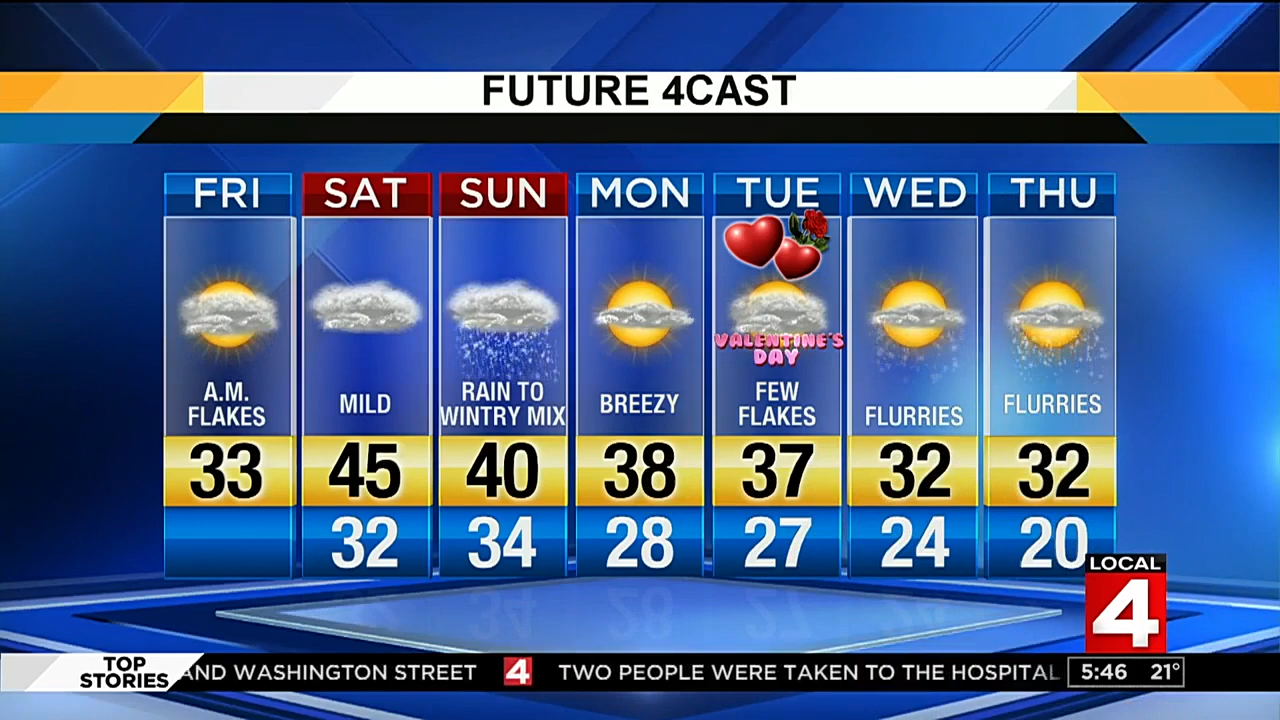 FUTURE 4CAST
FRI
A.M.
FLAKES
33
SAT
MILD
45
32
SUN
RAIN TO
WINTRY MIX
40
34
MON
BREEZY
38
28
TUE
VALENTINE'S
DAY
FEW
FLAKES
37
27
WED
FLURRIES
32
24
THU
FLURRIES
32
20
LOCAL
4
TOP
STORIES
AND WASHINGTON STREET 4 TWO PEOPLE WERE TAKEN TO THE HOSPITAL
5:46 21°